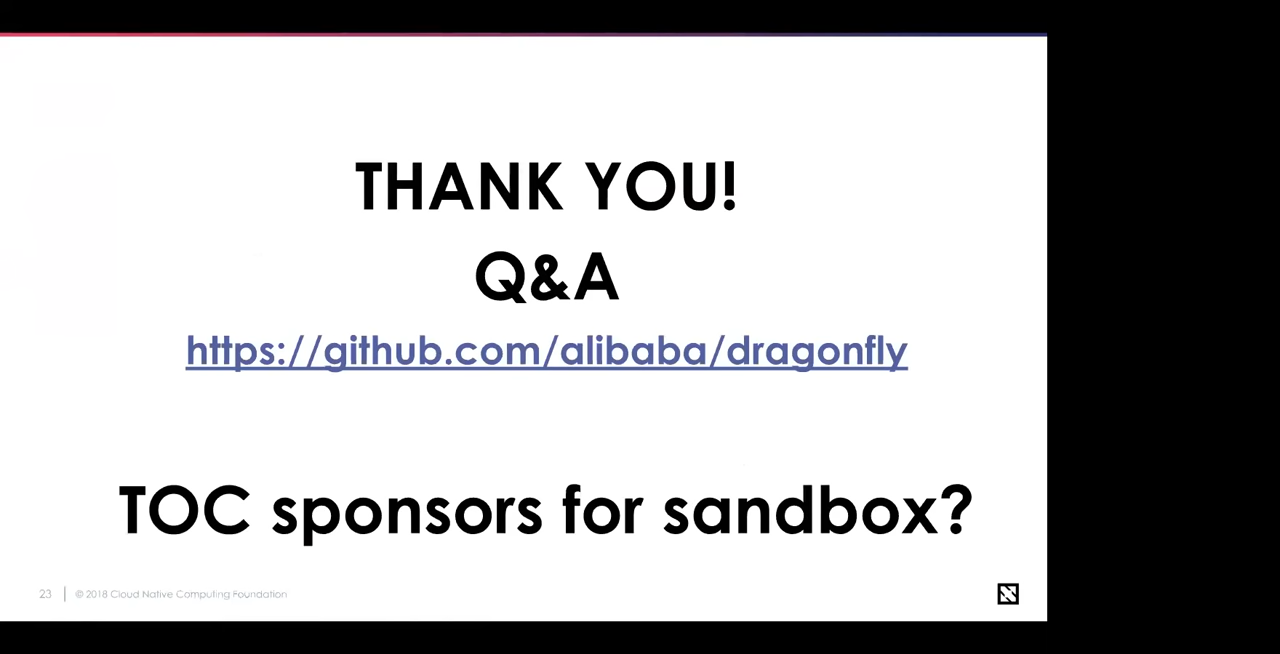 THANK YOU!
Q&A
https://github.com/alibaba/dragonfly
TOC sponsors for sandbox?
23 | © 2018 Cloud Native Computing Foundation